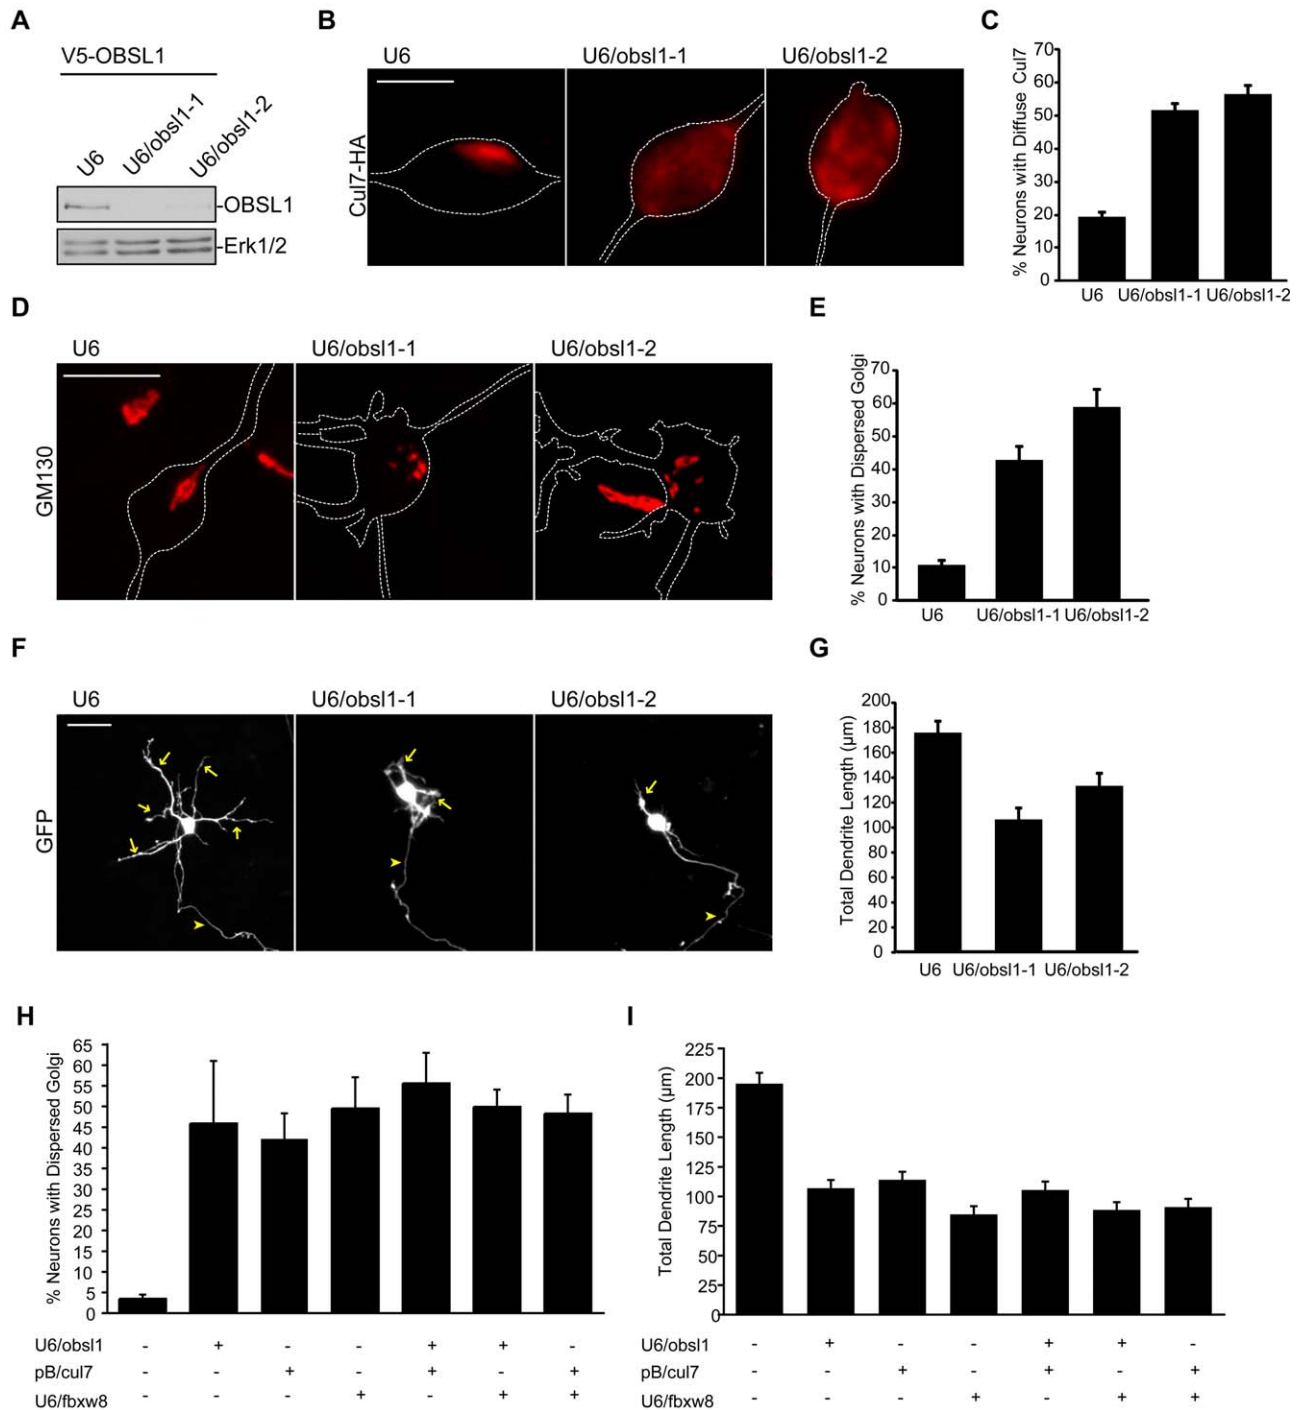 A
V5-OBSL1
U6
U6/obsl1-1
U6/obsl1-2
-OBSL1
-Erk1/2
B
U6
U6/obsl1-1
U6/obsl1-2
Cul7-HA
C
% Neurons with Diffuse Cul7
70
60
50
40
30
20
10
0
U6 U6/obsl1-1 U6/obsl1-2
D
U6
U6/obsl1-1
U6/obsl1-2
GM130
E
% Neurons with Dispersed Golgi
70
60
50
40
30
20
10
0
U6 U6/obsl1-1 U6/obsl1-2
F
U6
U6/obsl1-1
U6/obsl1-2
GFP
G
Total Dendrite Length (µm)
200
180
160
140
120
100
80
60
40
20
0
U6 U6/obsl1-1 U6/obsl1-2
H
% Neurons with Dispersed Golgi
65
60
55
50
45
40
35
30
25
20
15
10
5
0
U6/obsl1 - + - - + + -
pB/cul7 - - + - + - +
U6/fbxw8 - - - + - + +
I
Total Dendrite Length (µm)
225
200
175
150
125
100
75
50
25
0
U6/obsl1 - + - - + + -
pB/cul7 - - + - + - +
U6/fbxw8 - - - + - + +